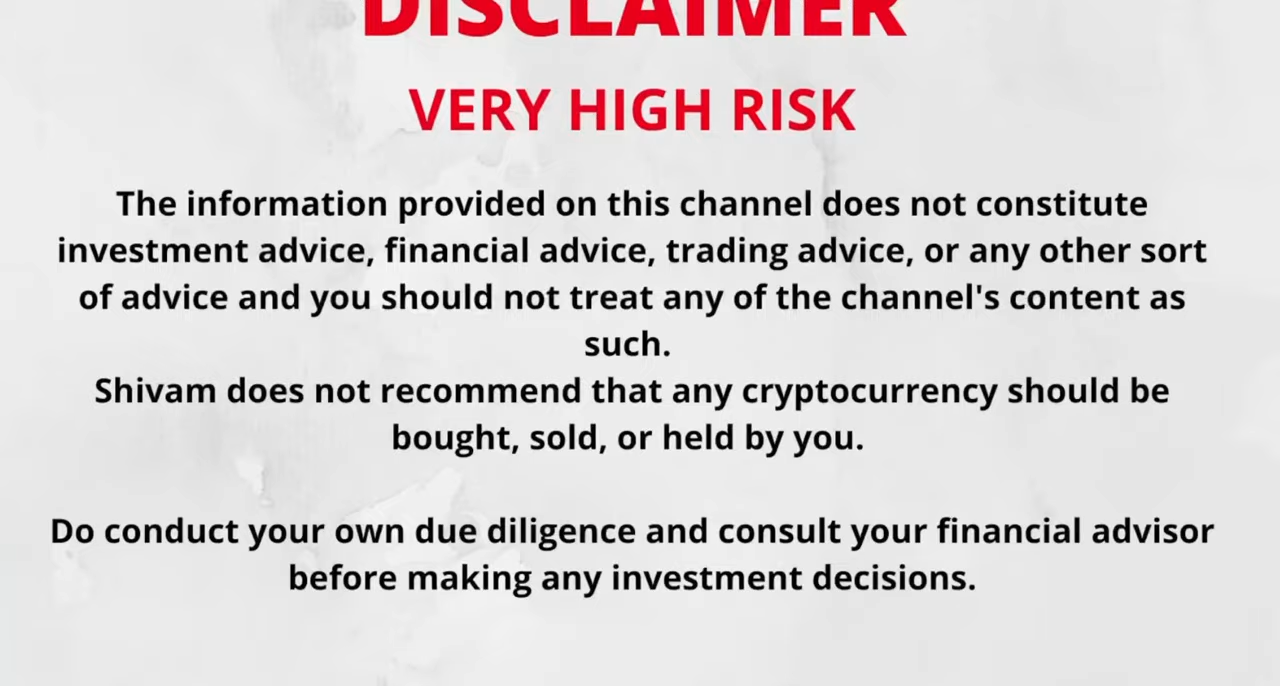 DISCLAIMER
VERY HIGH RISK
The information provided on this channel does not constitute
investment advice, financial advice, trading advice, or any other sort
of advice and you should not treat any of the channel's content as
such.
Shivam does not recommend that any cryptocurrency should be
bought, sold, or held by you.
Do conduct your own due diligence and consult your financial advisor
before making any investment decisions.